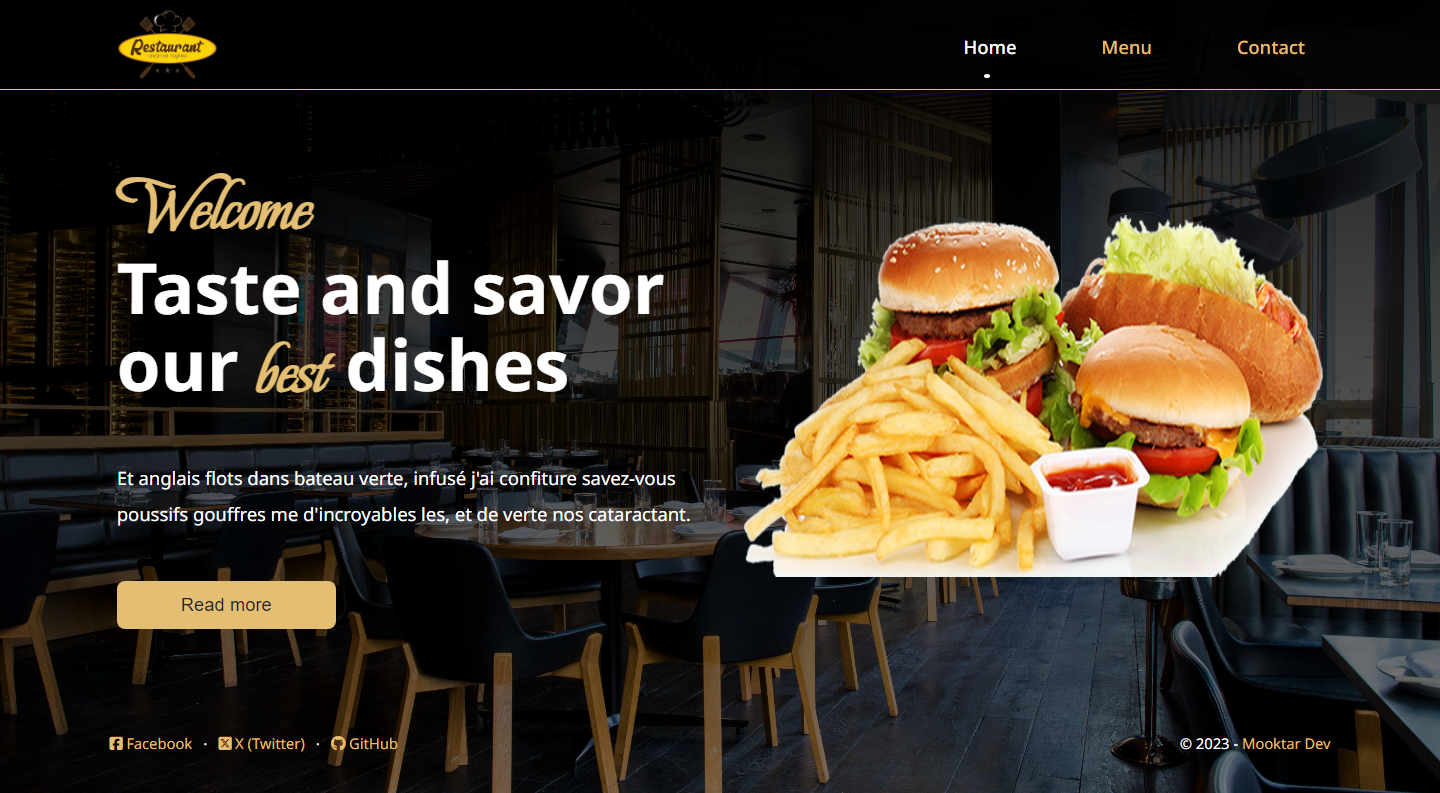 Restaurant
Home
Menu
Contact
Welcome
Taste and savor
our best dishes
Et anglais flots dans bateau verte, infusé j'ai confiture savez-vous
poussifs gouffres me d'incroyables les, et de verte nos cataractant.
Read more
Facebook · X (Twitter) · GitHub
© 2023 - Mooktar Dev